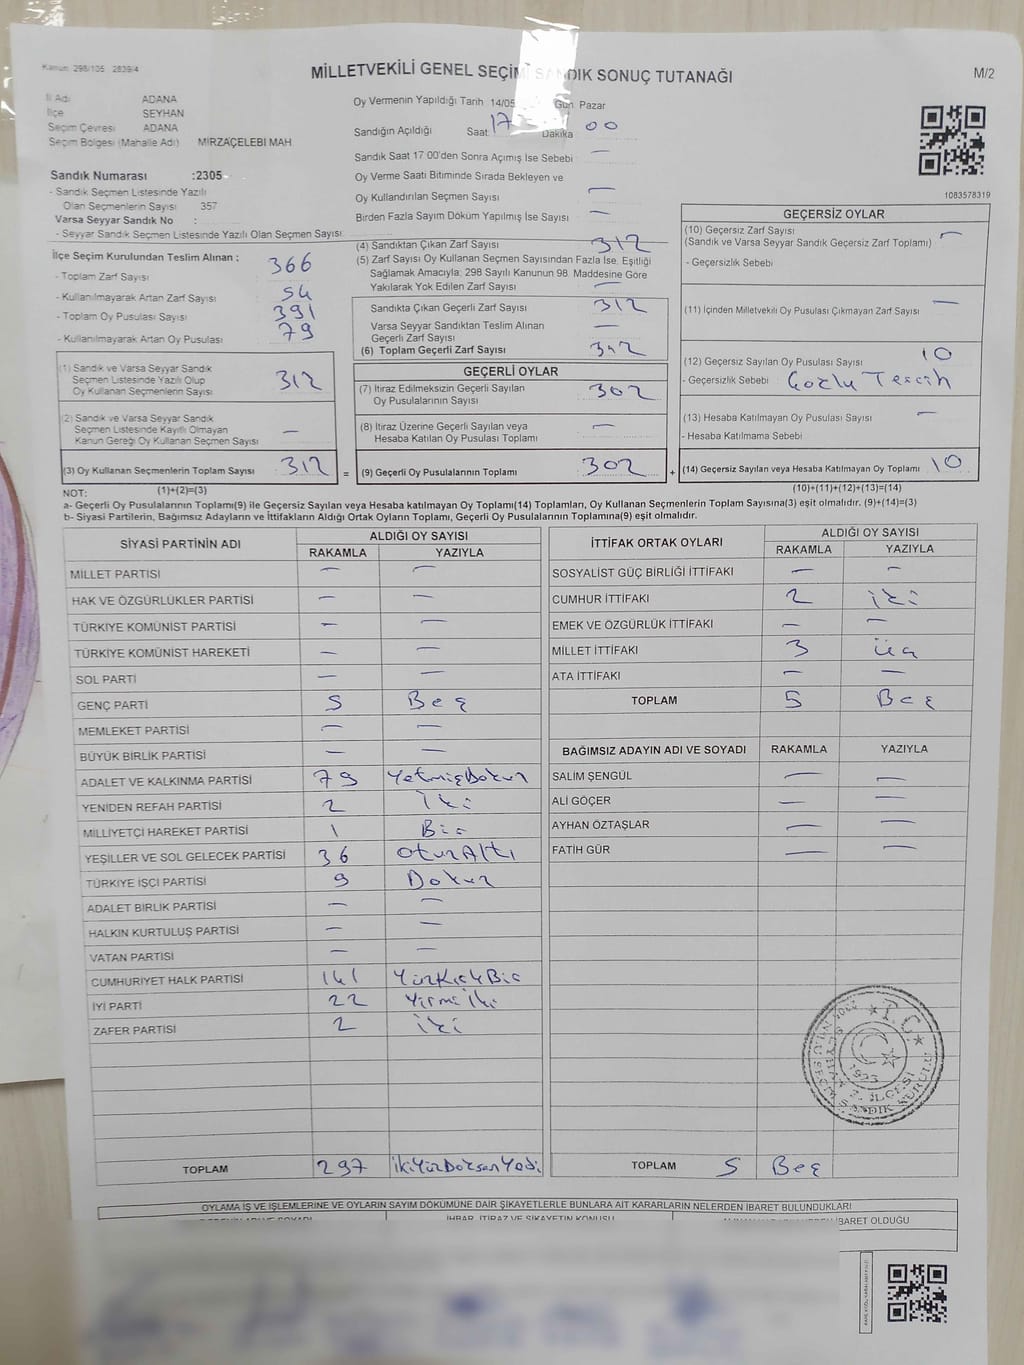 Kanun: 298/105 2839/4
MİLLETVEKİLİ GENEL SEÇİMİ SANDIK SONUÇ TUTANAĞI
M/2
İl Adı ADANA
İlçe SEYHAN
Seçim Çevresi ADANA
Seçim Bölgesi (Mahalle Adı) MİRZAÇELEBİ MAH
Sandık Numarası :2305
- Sandık Seçmen Listesinde Yazılı
Olan Seçmenlerin Sayısı 357
Varsa Seyyar Sandık No :
- Seyyar Sandık Seçmen Listesinde Yazılı Olan Seçmen Sayısı
Oy Vermenin Yapıldığı Tarih 14/05 Gün Pazar
Sandığın Açıldığı Saat: 17 Dakika 00
Sandık Saat 17 00'den Sonra Açımış İse Sebebi —
Oy Verme Saati Bitiminde Sırada Bekleyen ve
Oy Kullandırılan Seçmen Sayısı —
Birden Fazla Sayım Döküm Yapılmış İse Sayısı —
1083578319
İlçe Seçim Kurulundan Teslim Alınan : 366
- Toplam Zarf Sayısı
- Kullanılmayarak Artan Zarf Sayısı 54
- Toplam Oy Pusulası Sayısı 391
- Kullanılmayarak Artan Oy Pusulası 79
(1) Sandık ve Varsa Seyyar Sandık
Seçmen Listesinde Yazılı Olup
Oy Kullanan Seçmenlerin Sayısı 312
(2) Sandık ve Varsa Seyyar Sandık
Seçmen Listesinde Kayıtlı Olmayan
Kanun Gereği Oy Kullanan Seçmen Sayısı —
(3) Oy Kullanan Seçmenlerin Toplam Sayısı 312 =
(1)+(2)=(3)
(4) Sandıktan Çıkan Zarf Sayısı 312
(5) Zarf Sayısı Oy Kullanan Seçmen Sayısından Fazla İse. Eşitliği
Sağlamak Amacıyla; 298 Sayılı Kanunun 98. Maddesine Göre
Yakılarak Yok Edilen Zarf Sayısı —
Sandıkta Çıkan Geçerli Zarf Sayısı 312
Varsa Seyyar Sandıktan Teslim Alınan
Geçerli Zarf Sayısı —
(6) Toplam Geçerli Zarf Sayısı 312
GEÇERLİ OYLAR
(7) İtiraz Edilmeksizin Geçerli Sayılan
Oy Pusulalarının Sayısı 302
(8) İtiraz Üzerine Geçerli Sayılan veya
Hesaba Katılan Oy Pusulası Toplamı —
(9) Geçerli Oy Pusulalarının Toplamı 302 +
GEÇERSİZ OYLAR
(10) Geçersiz Zarf Sayısı
(Sandık ve Varsa Seyyar Sandık Geçersiz Zarf Toplamı) —
- Geçersizlik Sebebi
(11) İçinden Milletvekili Oy Pusulası Çıkmayan Zarf Sayısı —
(12) Geçersiz Sayılan Oy Pusulası Sayısı 10
- Geçersizlik Sebebi Çoklu Tercih
(13) Hesaba Katılmayan Oy Pusulası Sayısı —
- Hesaba Katılmama Sebebi
(14) Geçersiz Sayılan veya Hesaba Katılmayan Oy Toplamı 10
(10)+(11)+(12)+(13)=(14)
NOT:
a- Geçerli Oy Pusulalarının Toplamı(9) ile Geçersiz Sayılan veya Hesaba katılmayan Oy Toplamı(14) Toplamları, Oy Kullanan Seçmenlerin Toplam Sayısına(3) eşit olmalıdır. (9)+(14)=(3)
b- Siyasi Partilerin, Bağımsız Adayların ve İttifakların Aldığı Ortak Oyların Toplamı, Geçerli Oy Pusulalarının Toplamına(9) eşit olmalıdır.
SİYASİ PARTİNİN ADI ALDIĞI OY SAYISI
RAKAMLA YAZIYLA
MİLLET PARTİSİ — —
HAK VE ÖZGÜRLÜKLER PARTİSİ — —
TÜRKİYE KOMÜNİST PARTİSİ — —
TÜRKİYE KOMÜNİST HAREKETİ — —
SOL PARTİ — —
GENÇ PARTİ 5 Beş
MEMLEKET PARTİSİ — —
BÜYÜK BİRLİK PARTİSİ — —
ADALET VE KALKINMA PARTİSİ 79 YetmişDokuz
YENİDEN REFAH PARTİSİ 2 İki
MİLLİYETÇİ HAREKET PARTİSİ 1 Bir
YEŞİLLER VE SOL GELECEK PARTİSİ 36 OtuzAltı
TÜRKİYE İŞÇİ PARTİSİ 9 Dokuz
ADALET BİRLİK PARTİSİ — —
HALKIN KURTULUŞ PARTİSİ — —
VATAN PARTİSİ — —
CUMHURİYET HALK PARTİSİ 141 YüzKırkBir
İYİ PARTİ 22 Yirmi İki
ZAFER PARTİSİ 2 iki
TOPLAM 297 ikiYüzDoksanYedi
İTTİFAK ORTAK OYLARI ALDIĞI OY SAYISI
RAKAMLA YAZIYLA
SOSYALİST GÜÇ BİRLİĞİ İTTİFAKI — —
CUMHUR İTTİFAKI 2 iki
EMEK VE ÖZGÜRLÜK İTTİFAKI — —
MİLLET İTTİFAKI 3 üç
ATA İTTİFAKI — —
TOPLAM 5 Beş
BAĞIMSIZ ADAYIN ADI VE SOYADI RAKAMLA YAZIYLA
SALİM ŞENGÜL — —
ALİ GÖÇER — —
AYHAN ÖZTAŞLAR — —
FATİH GÜR — —
TOPLAM 5 Beş
T.C.
1923
SANDIK KURULU
OYLAMA İŞ VE İŞLEMLERİNE VE OYLARIN SAYIM DÖKÜMÜNE DAİR ŞİKAYETLERLE BUNLARA AİT KARARLARIN NELERDEN İBARET BULUNDUKLARI
İHBAR, İTİRAZ VE ŞİKAYETİN KONUSU
İBARET OLDUĞU